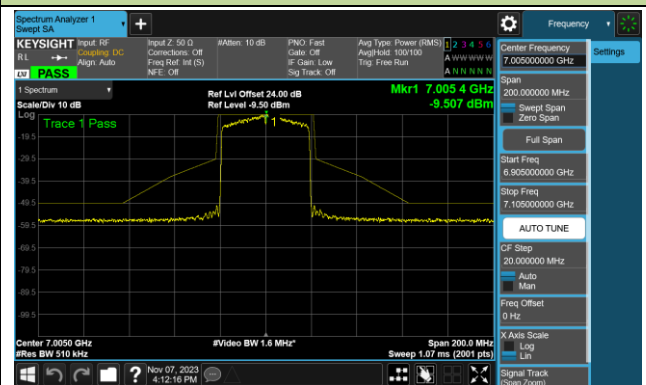 Spectrum Analyzer 1
Swept SA
Frequency
KEYSIGHT
RL
PASS
Input: RF
Coupling: DC
Align: Auto
Input Z: 50 Ω
Corrections: Off
Freq Ref: Int (S)
NFE: Off
#Atten: 10 dB
PNO: Fast
Gate: Off
IF Gain: Low
Sig Track: Off
Avg Type: Power (RMS)
Avg|Hold: 100/100
Trig: Free Run
1 2 3 4 5 6
A W W W W W
A N N N N N
1 Spectrum
Scale/Div 10 dB
Log
Ref Lvl Offset 24.00 dB
Ref Level -9.50 dBm
Mkr1 7.005 4 GHz
-9.507 dBm
Trace 1 Pass
1
-19.5
-29.5
-39.5
-49.5
-59.5
-69.5
-79.5
-89.5
-99.5
Center 7.0050 GHz
#Res BW 510 kHz
#Video BW 1.6 MHz*
Span 200.0 MHz
Sweep 1.07 ms (2001 pts)
Center Frequency
7.005000000 GHz
Span
200.000000 MHz
Swept Span
Zero Span
Full Span
Start Freq
6.905000000 GHz
Stop Freq
7.105000000 GHz
AUTO TUNE
CF Step
20.000000 MHz
Auto
Man
Freq Offset
0 Hz
X Axis Scale
Log
Lin
Signal Track
(Span Zoom)
Settings
Nov 07, 2023
4:12:16 PM